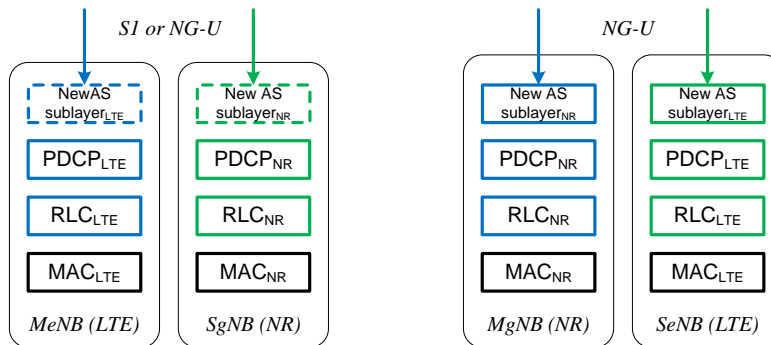 S1 or NG-U
NG-U
NewAS
sublayerLTE
New AS
sublayerNR
New AS
sublayerNR
New AS
sublayerLTE
PDCPLTE
PDCPNR
PDCPNR
PDCPLTE
RLCLTE
RLCNR
RLCNR
RLCLTE
MACLTE
MACNR
MACNR
MACLTE
MeNB (LTE)
SgNB (NR)
MgNB (NR)
SeNB (LTE)